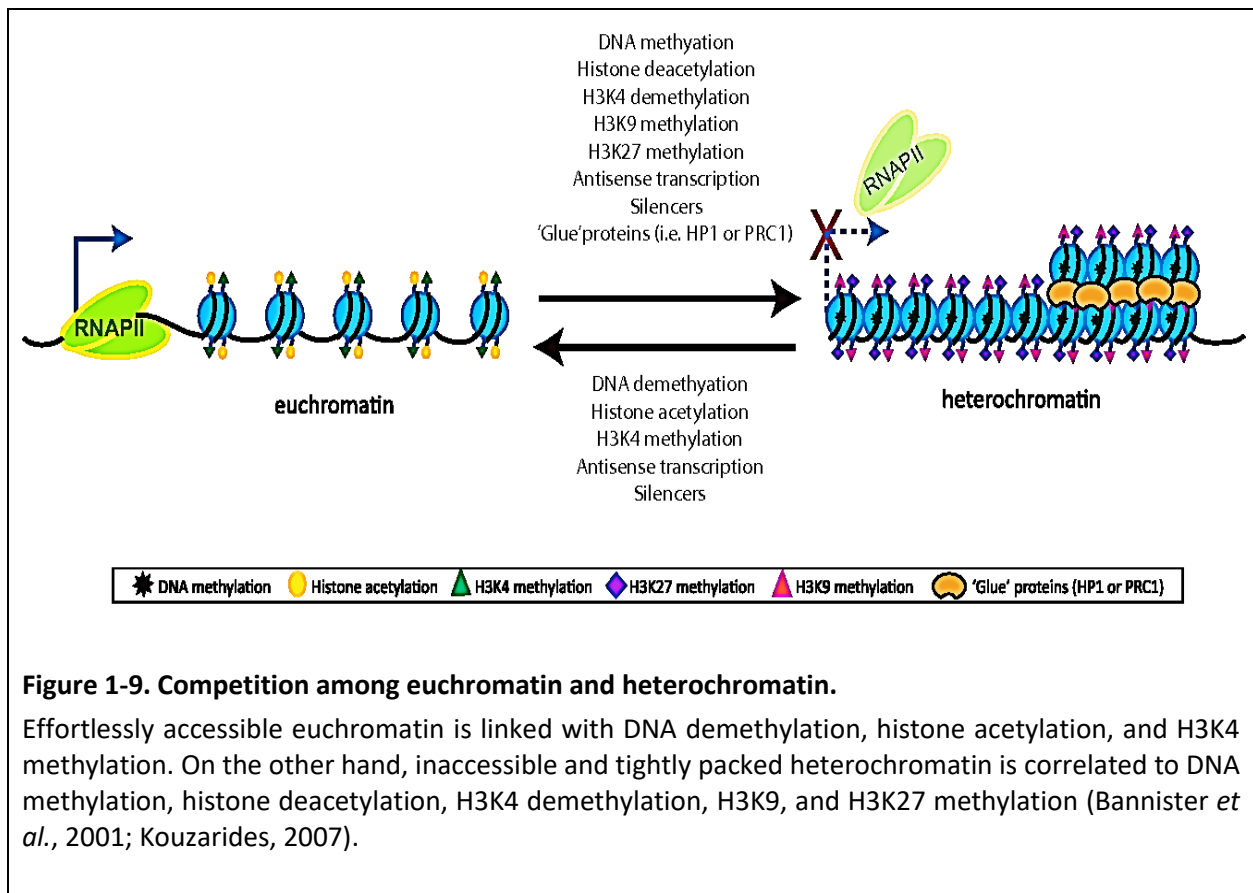 DNA methyation
Histone deacetylation
H3K4 demethylation
H3K9 methylation
H3K27 methylation
Antisense transcription
Silencers
'Glue' proteins (i.e. HP1 or PRC1)
RNAPII
X
RNAPII
euchromatin
heterochromatin
DNA demethyation
Histone acetylation
H3K4 methylation
Antisense transcription
Silencers
DNA methylation Histone acetylation H3K4 methylation H3K27 methylation H3K9 methylation 'Glue' proteins (HP1 or PRC1)
Figure 1-9. Competition among euchromatin and heterochromatin.
Effortlessly accessible euchromatin is linked with DNA demethylation, histone acetylation, and H3K4
methylation. On the other hand, inaccessible and tightly packed heterochromatin is correlated to DNA
methylation, histone deacetylation, H3K4 demethylation, H3K9, and H3K27 methylation (Bannister et
al., 2001; Kouzarides, 2007).